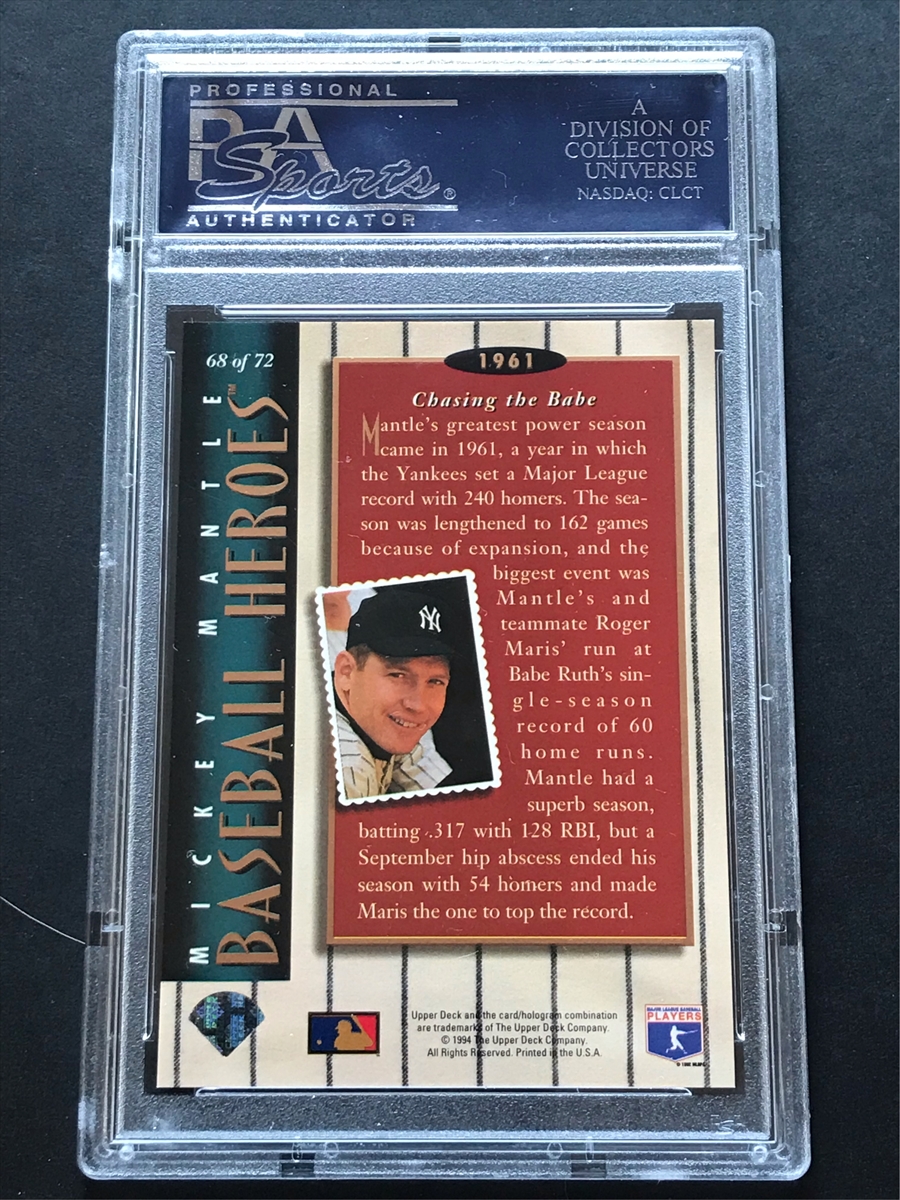 PROFESSIONAL
PSA
Sports®
AUTHENTICATOR
A
DIVISION OF
COLLECTORS
UNIVERSE
NASDAQ: CLCT
68 of 72
MICKEY MANTLE
BASEBALL HEROES™
1961
Chasing the Babe
Mantle's greatest power season
came in 1961, a year in which
the Yankees set a Major League
record with 240 homers. The sea-
son was lengthened to 162 games
because of expansion, and the
biggest event was
Mantle's and
teammate Roger
Maris' run at
Babe Ruth's sin-
gle-season
record of 60
home runs.
Mantle had a
superb season,
batting .317 with 128 RBI, but a
September hip abscess ended his
season with 54 homers and made
Maris the one to top the record.
NY
Upper Deck and the card/hologram combination
are trademarks of The Upper Deck Company.
© 1994 The Upper Deck Company.
All Rights Reserved. Printed in the U.S.A.
MAJOR LEAGUE BASEBALL
PLAYERS